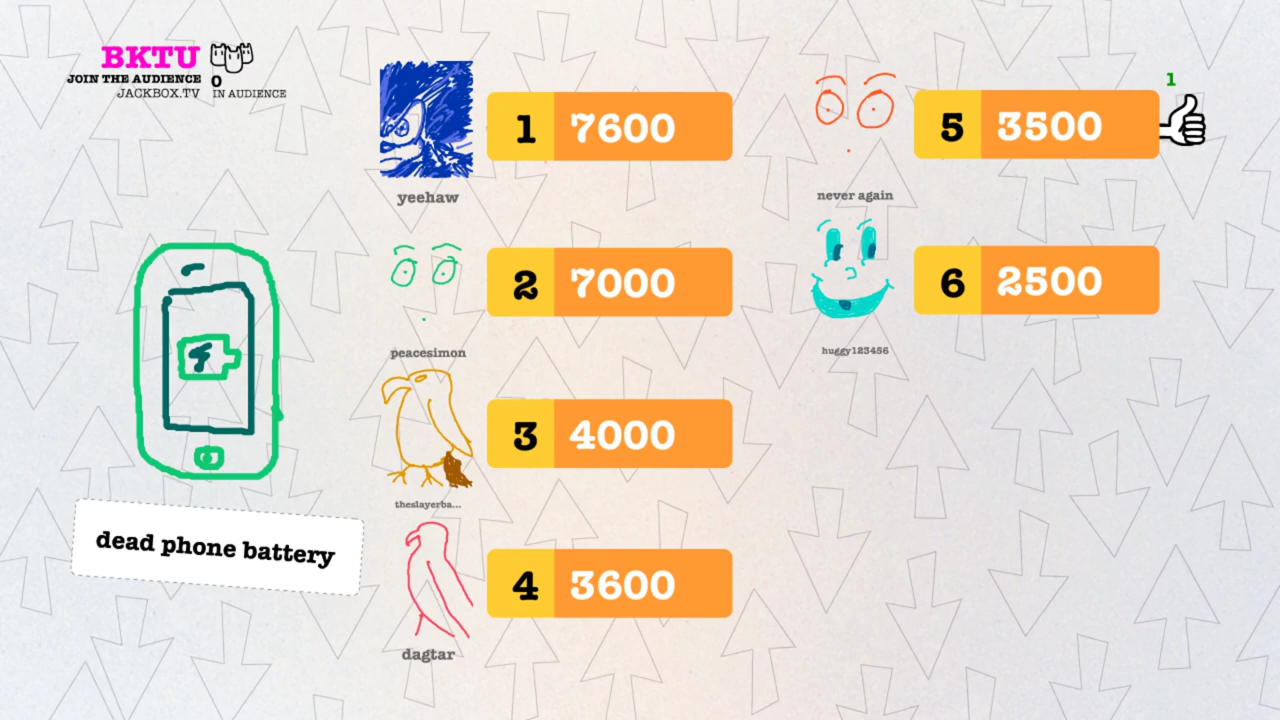 BKTU
JOIN THE AUDIENCE
JACKBOX.TV
0
IN AUDIENCE
dead phone battery
1 7600
yeehaw
2 7000
peacesimon
3 4000
theslayerba...
4 3600
dagtar
5 3500
1
never again
6 2500
huggy123456